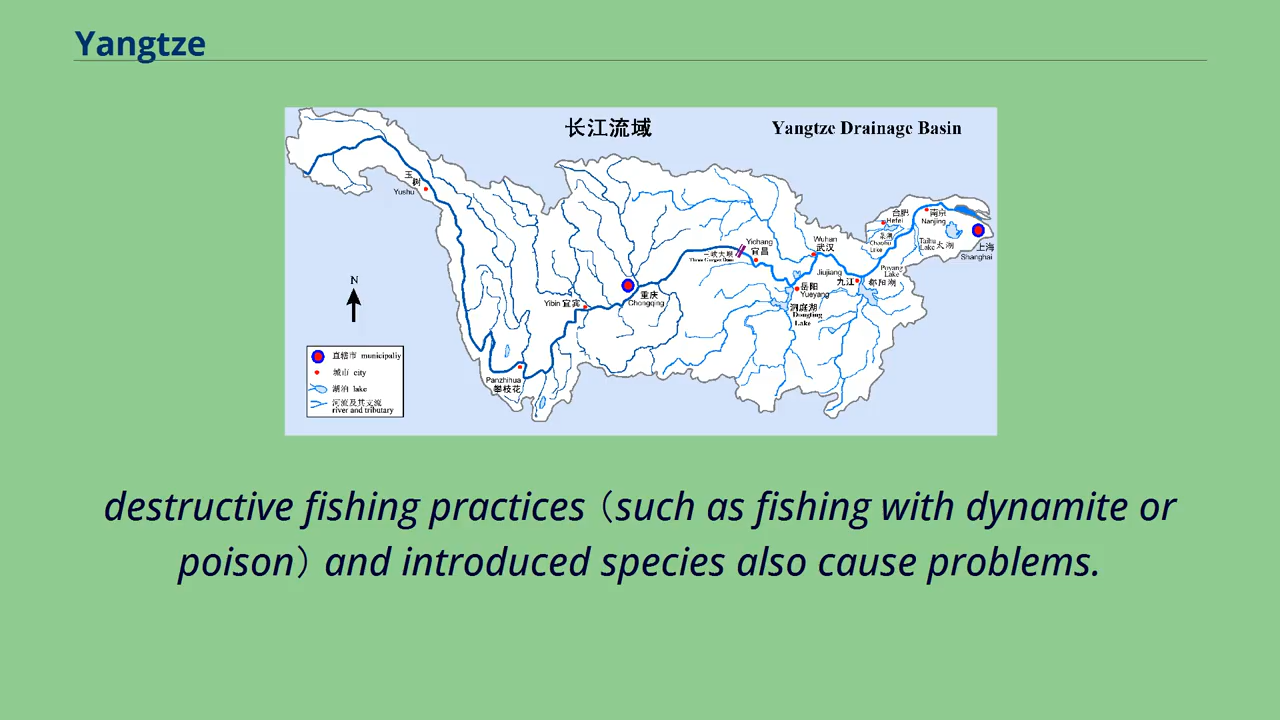 Yangtze
长江流域
Yangtze Drainage Basin
玉树
Yushu
合肥
Hefei
南京
Nanjing
巢湖
Chaohu
Lake
Taihu
Lake 太湖
上海
Shanghai
Wuhan
武汉
Yichang
宜昌
三峡大坝
Three Gorges Dam
Poyang
Lake
鄱阳湖
Jiujiang
九江
岳阳
Yueyang
洞庭湖
Dongting
Lake
N
重庆
Chongqing
Yibin 宜宾
Panzhihua
攀枝花
直辖市 municipaliy
城市 city
湖泊 lake
河流及其支流
river and tributary
destructive fishing practices (such as fishing with dynamite or
poison) and introduced species also cause problems.